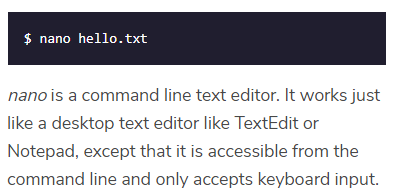 $ nano hello.txt
nano is a command line text editor. It works just
like a desktop text editor like TextEdit or
Notepad, except that it is accessible from the
command line and only accepts keyboard input.